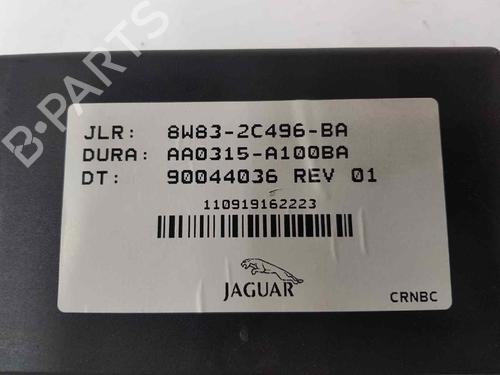 JLR: 8W83-2C496-BA
DURA: AA0315-A100BA
DT: 90044036 REV 01
110919162223
JAGUAR
CRNBC
B-PARTS